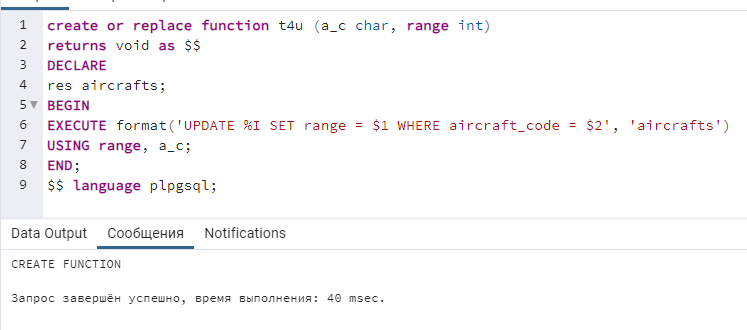 1 create or replace function t4u (a_c char, range int)
2 returns void as $$
3 DECLARE
4 res aircrafts;
5 BEGIN
6 EXECUTE format('UPDATE %I SET range = $1 WHERE aircraft_code = $2', 'aircrafts')
7 USING range, a_c;
8 END;
9 $$ language plpgsql;
Data Output Сообщения Notifications
CREATE FUNCTION
Запрос завершён успешно, время выполнения: 40 msec.